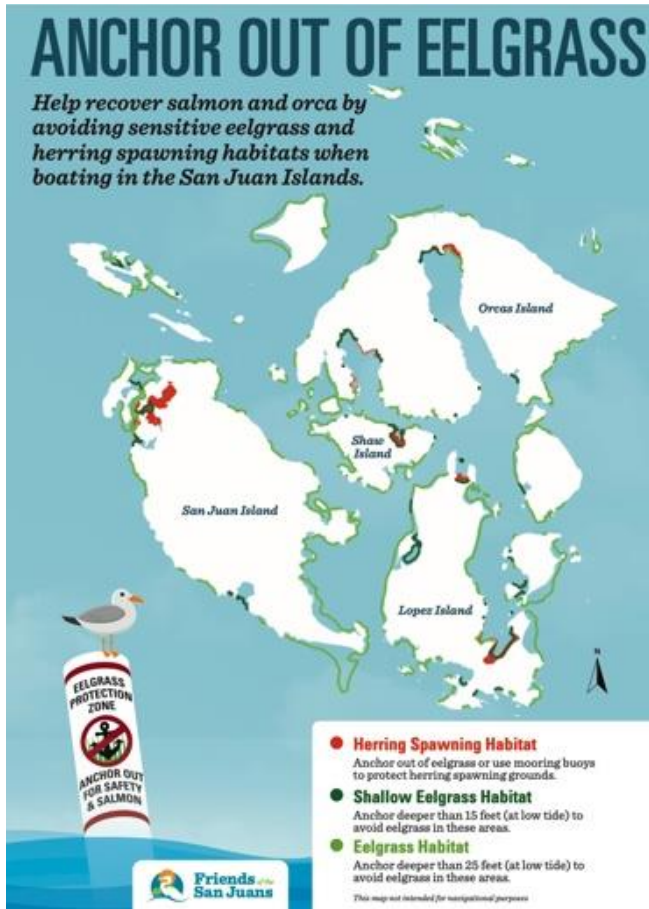 ANCHOR OUT OF EELGRASS
Help recover salmon and orca by
avoiding sensitive eelgrass and
herring spawning habitats when
boating in the San Juan Islands.
Orcas Island
Shaw
Island
San Juan Island
Lopez Island
N
EELGRASS
PROTECTION
ZONE
ANCHOR OUT
FOR SAFETY
& SALMON
Herring Spawning Habitat
Anchor out of eelgrass or use mooring buoys
to protect herring spawning grounds.
Shallow Eelgrass Habitat
Anchor deeper than 15 feet (at low tide) to
avoid eelgrass in these areas.
Eelgrass Habitat
Anchor deeper than 25 feet (at low tide) to
avoid eelgrass in these areas.
This may not intended for navigational purposes
Friends of the
San Juans